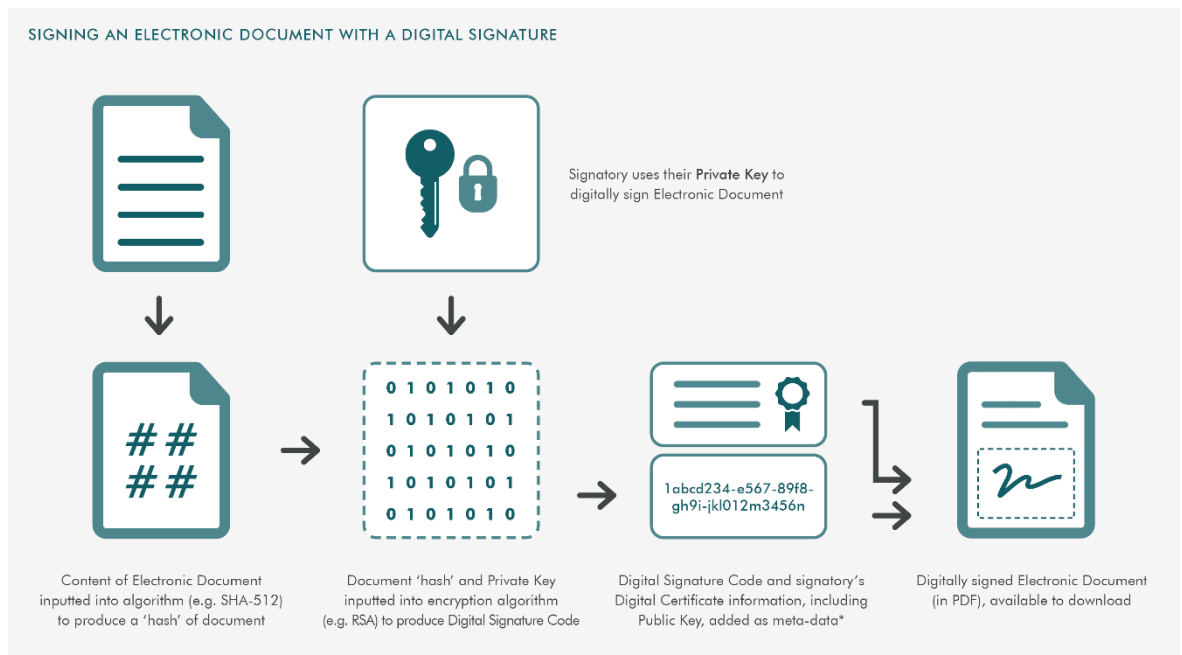 SIGNING AN ELECTRONIC DOCUMENT WITH A DIGITAL SIGNATURE
Signatory uses their Private Key to
digitally sign Electronic Document
##
##
0 1 0 1 0 1 0
1 0 1 0 1 0 1
0 1 0 1 0 1 0
1 0 1 0 1 0 1
0 1 0 1 0 1 0
1abcd234-e567-89f8-
gh9i-jkl012m3456n
Content of Electronic Document
inputted into algorithm (e.g. SHA-512)
to produce a ‘hash’ of document
Document ‘hash’ and Private Key
inputted into encryption algorithm
(e.g. RSA) to produce Digital Signature Code
Digital Signature Code and signatory’s
Digital Certificate information, including
Public Key, added as meta-data*
Digitally signed Electronic Document
(in PDF), available to download